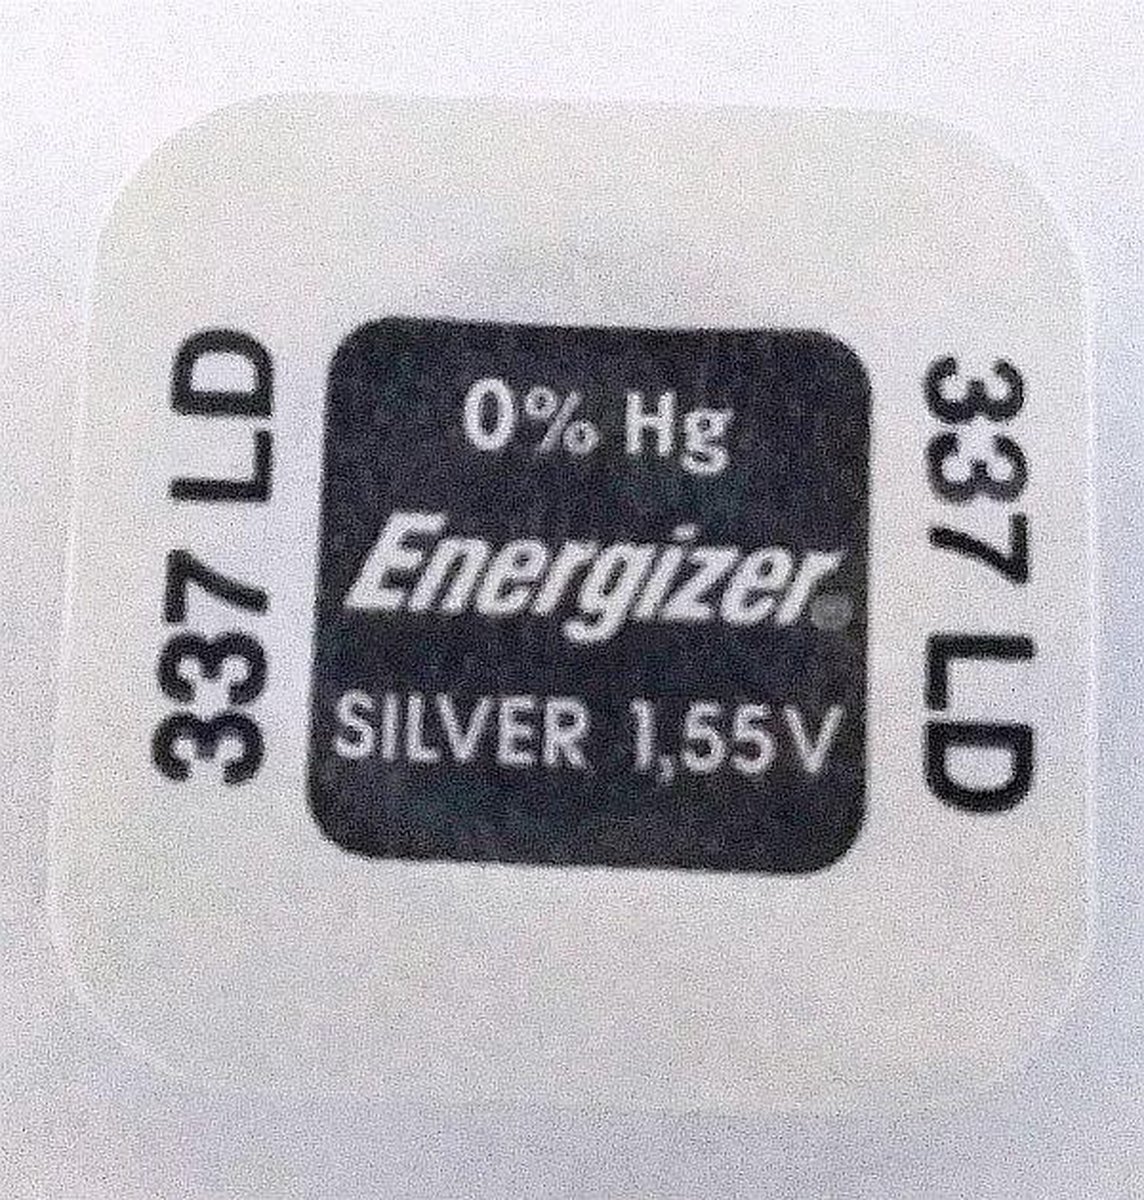 337 LD
0% Hg
Energizer
SILVER 1,55V
337 LD